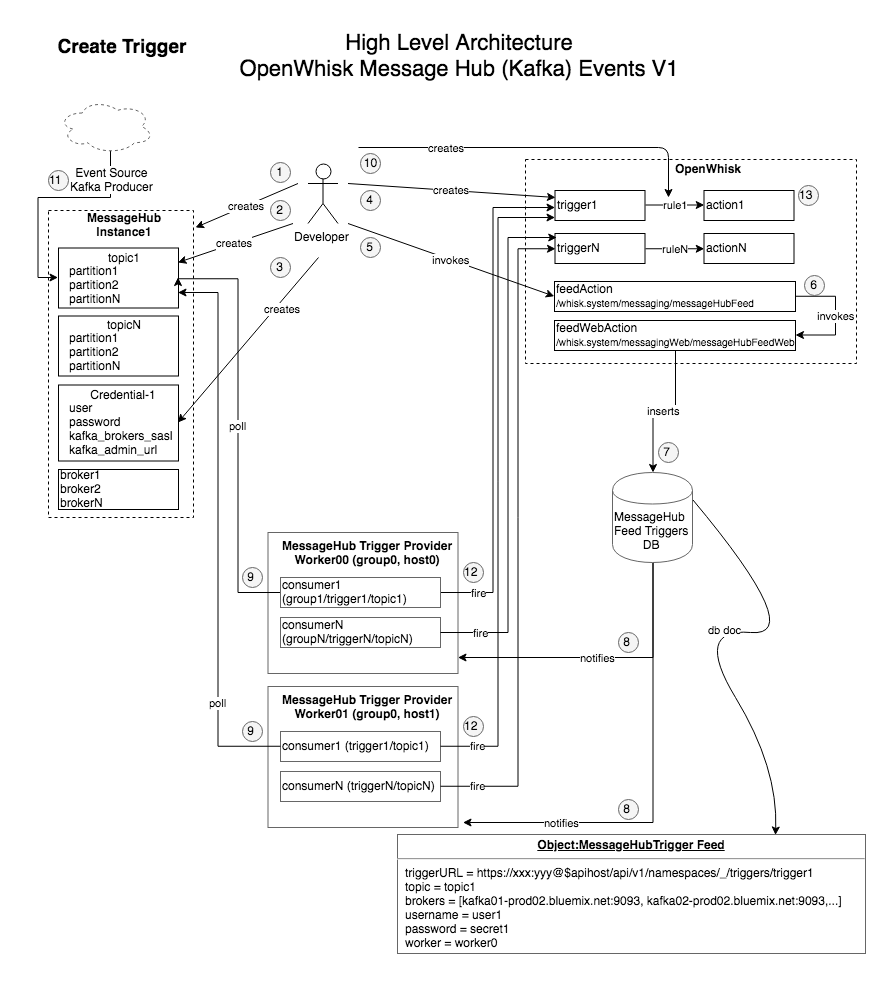 Create Trigger
High Level Architecture
OpenWhisk Message Hub (Kafka) Events V1
11
Event Source
Kafka Producer
1
creates
2
creates
3
creates
Developer
10
creates
4
creates
5
invokes
MessageHub
Instance1
topic1
partition1
partition2
partitionN
topicN
partition1
partition2
partitionN
Credential-1
user
password
kafka_brokers_sasl
kafka_admin_url
broker1
broker2
brokerN
OpenWhisk
trigger1
rule1
action1
13
triggerN
ruleN
actionN
feedAction
/whisk.system/messaging/messageHubFeed
6
invokes
feedWebAction
/whisk.system/messagingWeb/messageHubFeedWeb
inserts
7
MessageHub
Feed Triggers
DB
poll
poll
MessageHub Trigger Provider
Worker00 (group0, host0)
9
consumer1
(group1/trigger1/topic1)
12
fire
consumerN
(groupN/triggerN/topicN)
fire
8
notifies
db doc
MessageHub Trigger Provider
Worker01 (group0, host1)
9
consumer1 (trigger1/topic1)
12
fire
consumerN (triggerN/topicN)
fire
8
notifies
Object:MessageHubTrigger Feed
triggerURL = https://xxx:yyy@$apihost/api/v1/namespaces/_/triggers/trigger1
topic = topic1
brokers = [kafka01-prod02.bluemix.net:9093, kafka02-prod02.bluemix.net:9093,...]
username = user1
password = secret1
worker = worker0